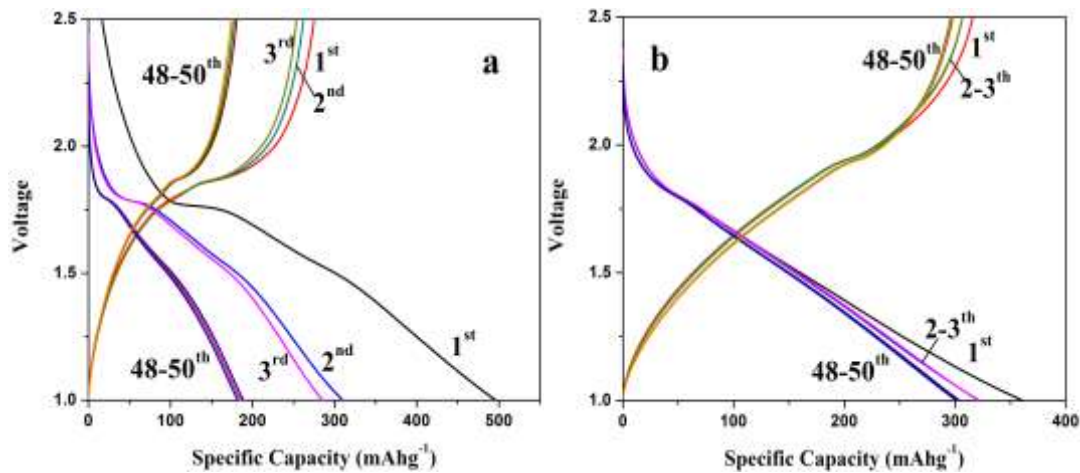 2.5
2.0
1.5
1.0
Voltage
0
100
200
300
400
500
Specific Capacity (mAhg⁻¹)
a
48-50ᵗʰ
3ʳᵈ
1ˢᵗ
2ⁿᵈ
1ˢᵗ
2ⁿᵈ
3ʳᵈ
48-50ᵗʰ
2.5
2.0
1.5
1.0
Voltage
0
100
200
300
400
Specific Capacity (mAhg⁻¹)
b
48-50ᵗʰ
1ˢᵗ
2-3ᵗʰ
2-3ᵗʰ
1ˢᵗ
48-50ᵗʰ